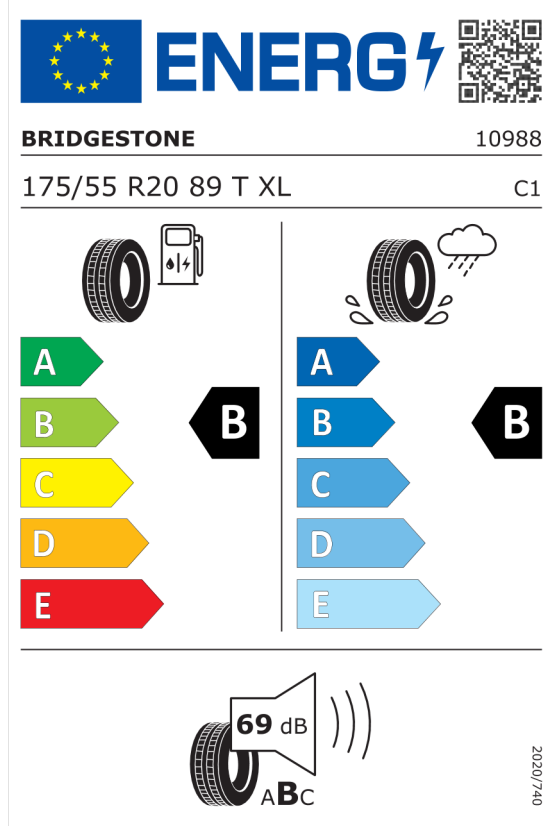 ENERG
BRIDGESTONE 10988
175/55 R20 89 T XL C1
A A
B B B B
C C
D D
E E
69 dB
ABC
2020/740